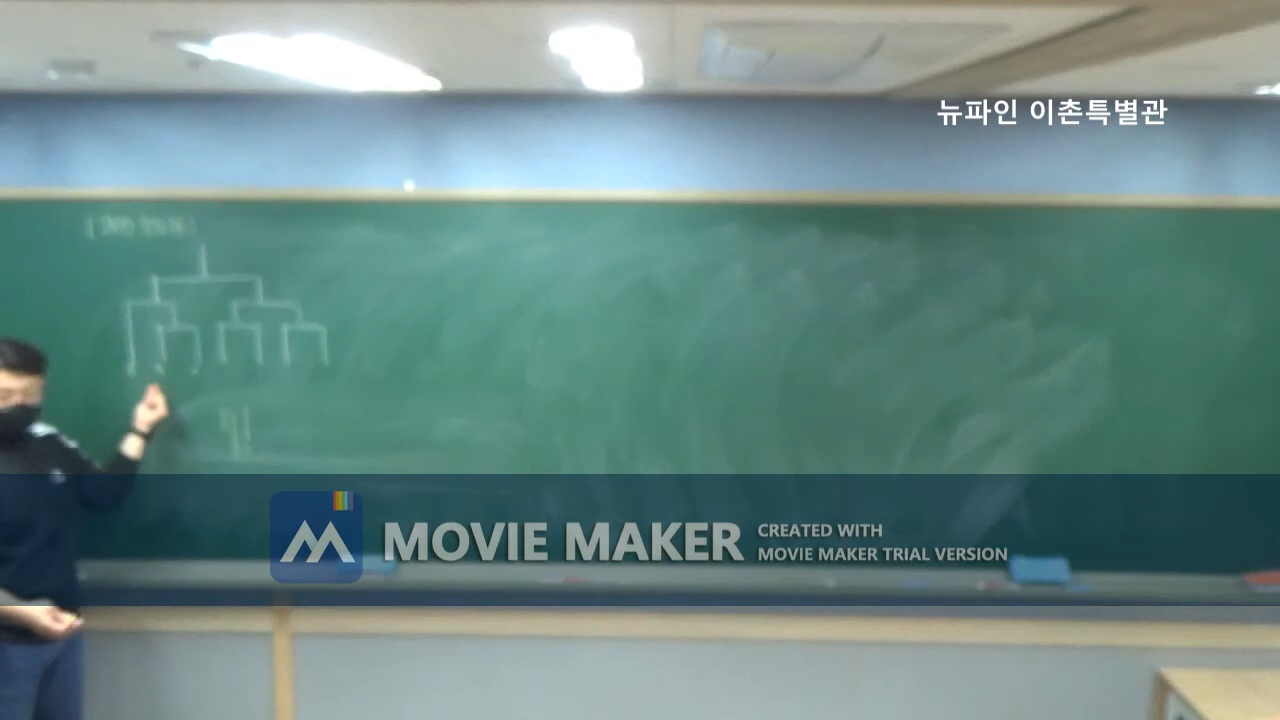 뉴파인 이촌특별관
MOVIE MAKER
CREATED WITH
MOVIE MAKER TRIAL VERSION